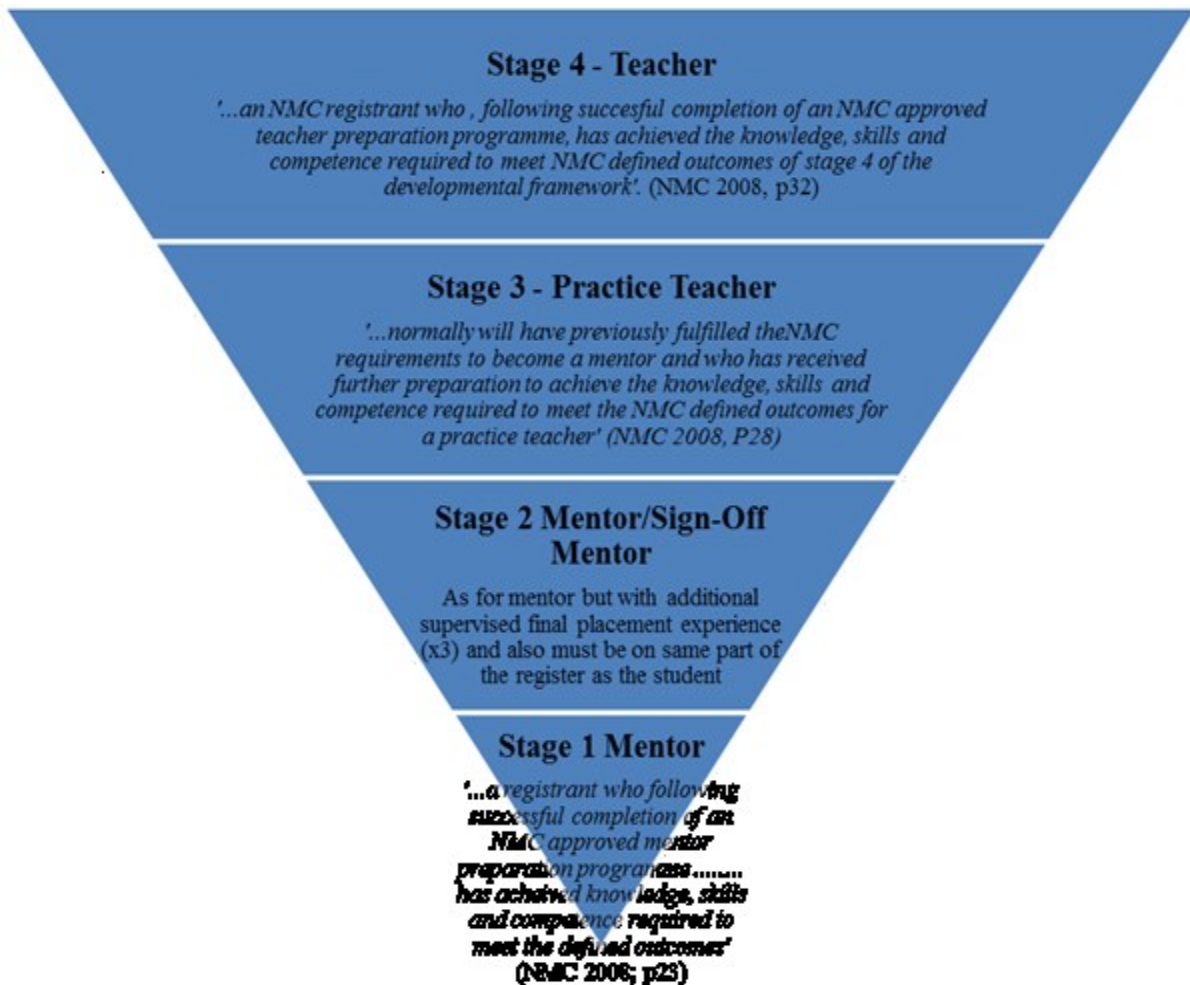 Stage 4 - Teacher
'...an NMC registrant who , following succesful completion of an NMC approved
teacher preparation programme, has achieved the knowledge, skills and
competence required to meet NMC defined outcomes of stage 4 of the
developmental framework'. (NMC 2008, p32)
Stage 3 - Practice Teacher
'...normally will have previously fulfilled theNMC
requirements to become a mentor and who has received
further preparation to achieve the knowledge, skills and
competence required to meet the NMC defined outcomes for
a practice teacher' (NMC 2008, P28)
Stage 2 Mentor/Sign-Off
Mentor
As for mentor but with additional
supervised final placement experience
(x3) and also must be on same part of
the register as the student
Stage 1 Mentor
'...a registrant who following
successful completion of an
NMC approved mentor
preparation programme ........
has acheived knowledge, skills
and competence required to
meet the defined outcomes'
(NMC 2008; p23)